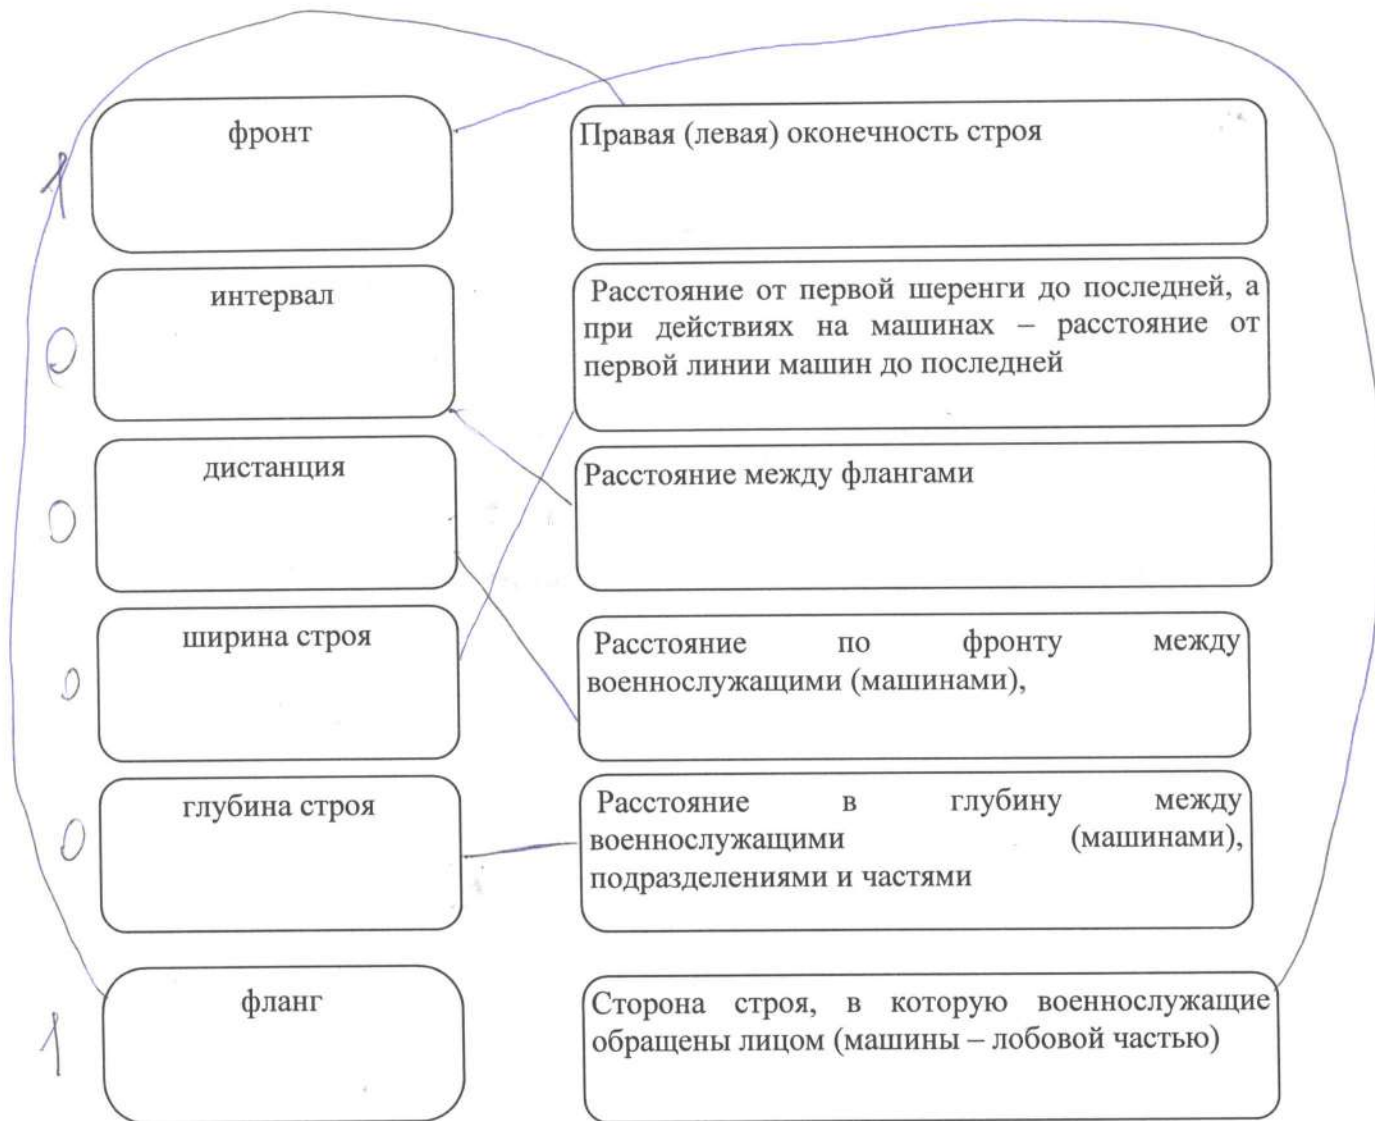 фронт
Правая (левая) оконечность строя
1
интервал
Расстояние от первой шеренги до последней, а
при действиях на машинах – расстояние от
первой линии машин до последней
0
дистанция
Расстояние между флангами
0
ширина строя
Расстояние по фронту между
военнослужащими (машинами),
0
глубина строя
Расстояние в глубину между
военнослужащими (машинами),
подразделениями и частями
0
фланг
Сторона строя, в которую военнослужащие
обращены лицом (машины – лобовой частью)
1